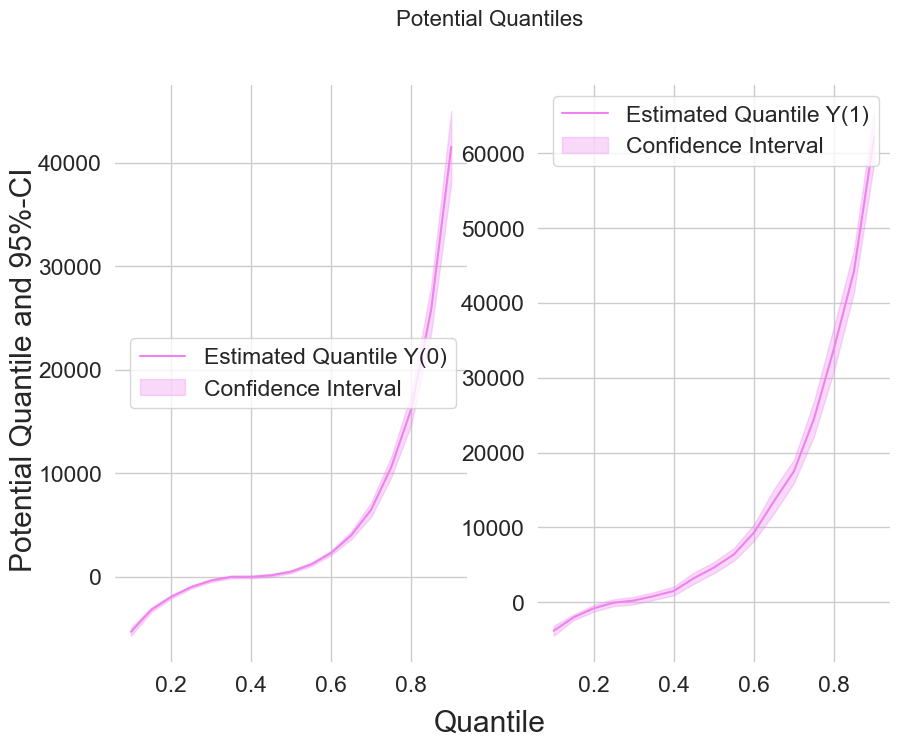 Potential Quantiles
Potential Quantile and 95%-CI
40000
30000
20000
10000
0
Estimated Quantile Y(0)
Confidence Interval
0.2
0.4
0.6
0.8
60000
50000
40000
30000
20000
10000
0
Estimated Quantile Y(1)
Confidence Interval
0.2
0.4
0.6
0.8
Quantile